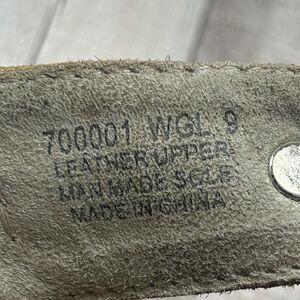 700001 WGL 9
LEATHER UPPER
MAN MADE SOLE
MADE IN CHINA